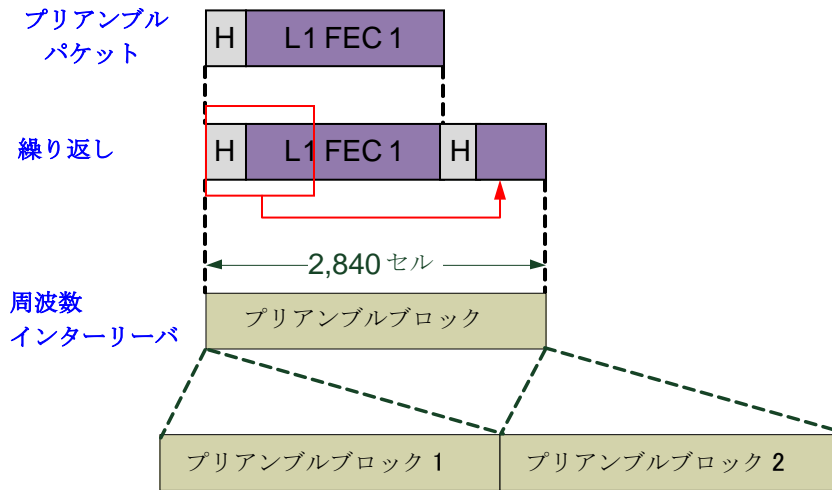 プリアンブル
パケット
H L1 FEC 1
繰り返し
H L1 FEC 1 H
2,840 セル
周波数
インターリーバ
プリアンブルブロック
プリアンブルブロック 1 プリアンブルブロック 2